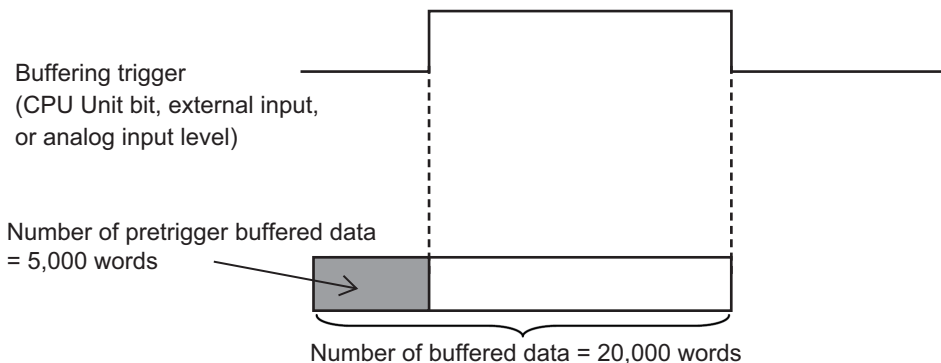 Buffering trigger
(CPU Unit bit, external input,
or analog input level)
Number of pretrigger buffered data
= 5,000 words
Number of buffered data = 20,000 words